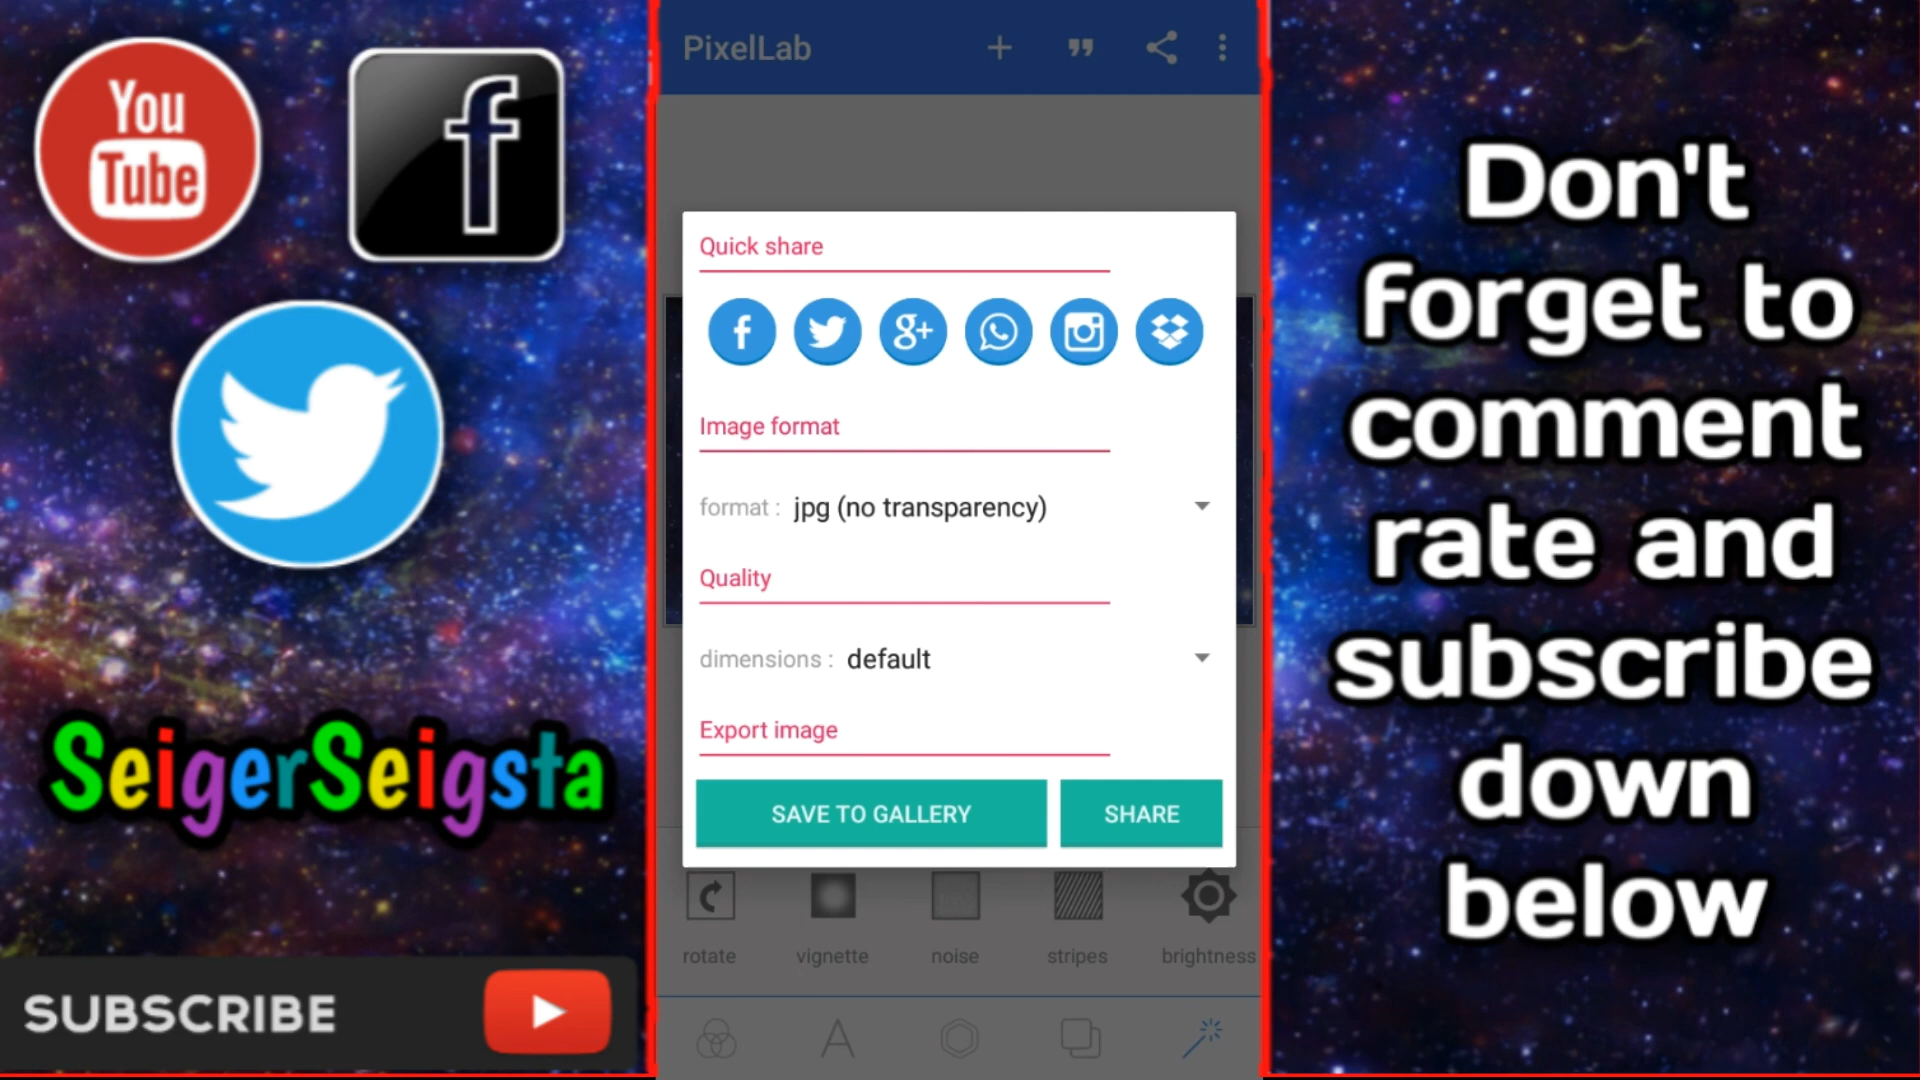 You
Tube
f
SeigerSeigsta
SUBSCRIBE
PixelLab
Quick share
f
g+
Image format
format : jpg (no transparency)
Quality
dimensions : default
Export image
SAVE TO GALLERY
SHARE
rotate
vignette
noise
stripes
brightness
A
Don't
forget to
comment
rate and
subscribe
down
below